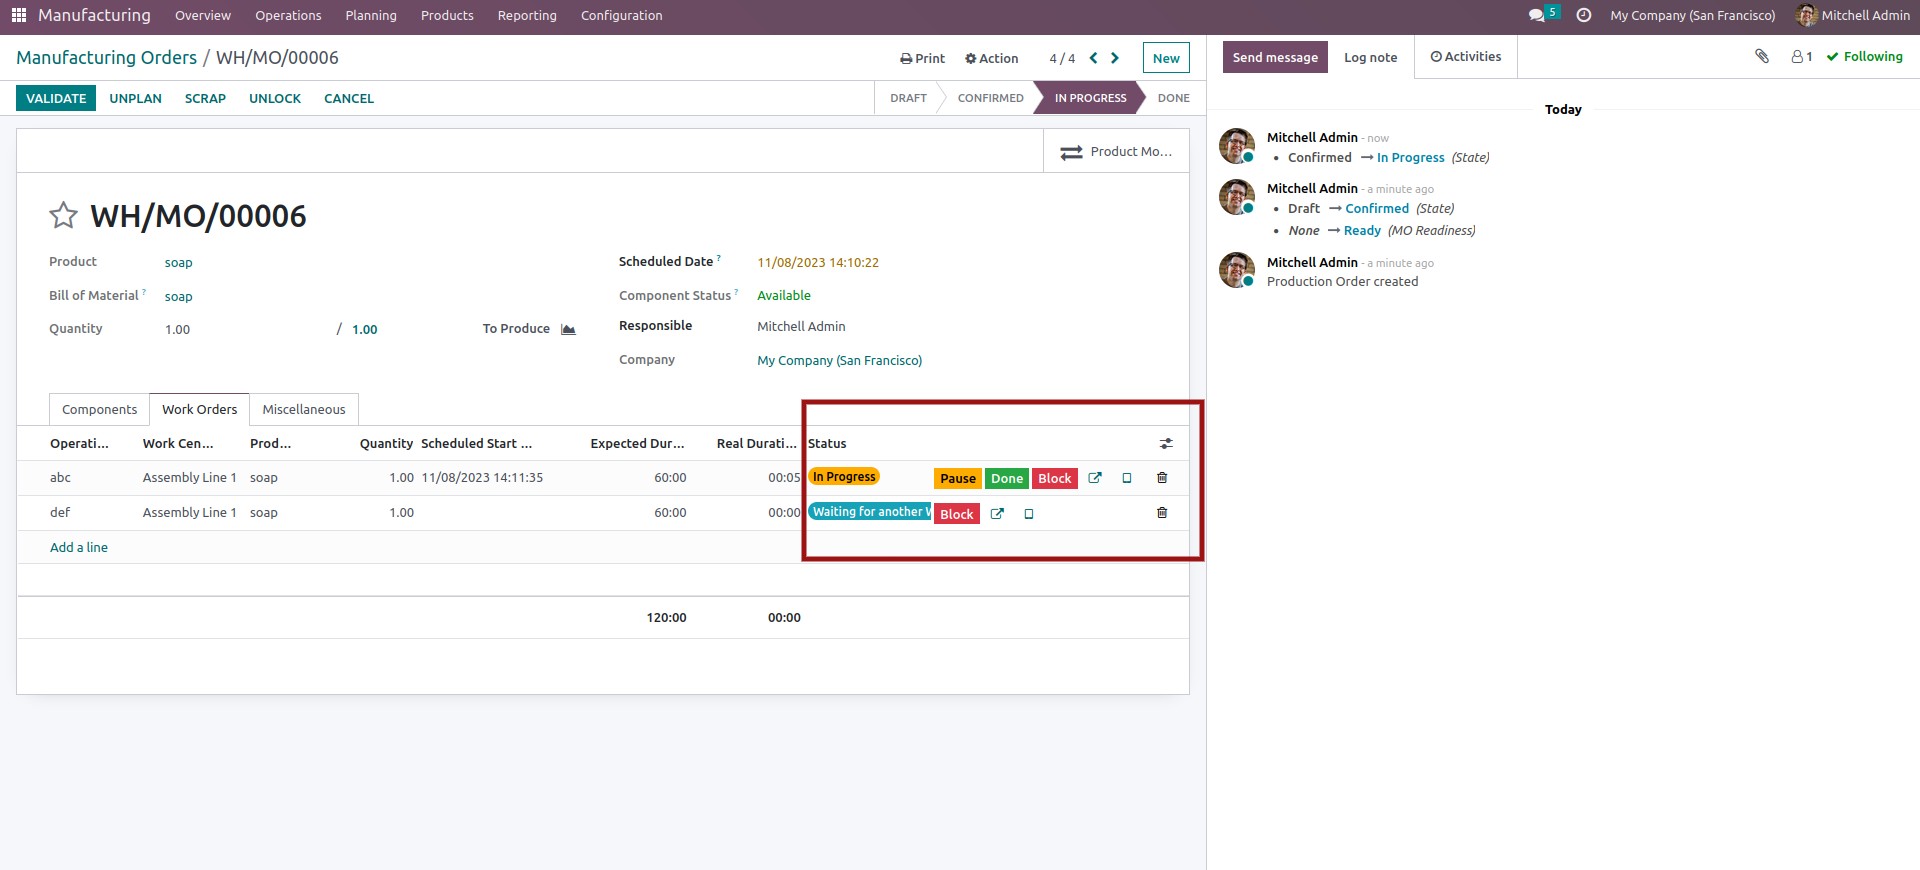 Manufacturing Overview Operations Planning Products Reporting Configuration 5 My Company (San Francisco) Mitchell Admin
Manufacturing Orders / WH/MO/00006 Print Action 4 / 4 New
VALIDATE UNPLAN SCRAP UNLOCK CANCEL DRAFT CONFIRMED IN PROGRESS DONE
Product Mo...
WH/MO/00006
Product soap Scheduled Date ? 11/08/2023 14:10:22
Bill of Material ? soap Component Status ? Available
Quantity 1.00 / 1.00 To Produce Responsible Mitchell Admin
Company My Company (San Francisco)
Components Work Orders Miscellaneous
Operati... Work Cen... Prod... Quantity Scheduled Start ... Expected Dur... Real Durati... Status
abc Assembly Line 1 soap 1.00 11/08/2023 14:11:35 60:00 00:05 In Progress Pause Done Block
def Assembly Line 1 soap 1.00 60:00 00:00 Waiting for another W Block
Add a line
120:00 00:00
Send message Log note Activities 1 Following
Today
Mitchell Admin - now
• Confirmed → In Progress (State)
Mitchell Admin - a minute ago
• Draft → Confirmed (State)
• None → Ready (MO Readiness)
Mitchell Admin - a minute ago
Production Order created